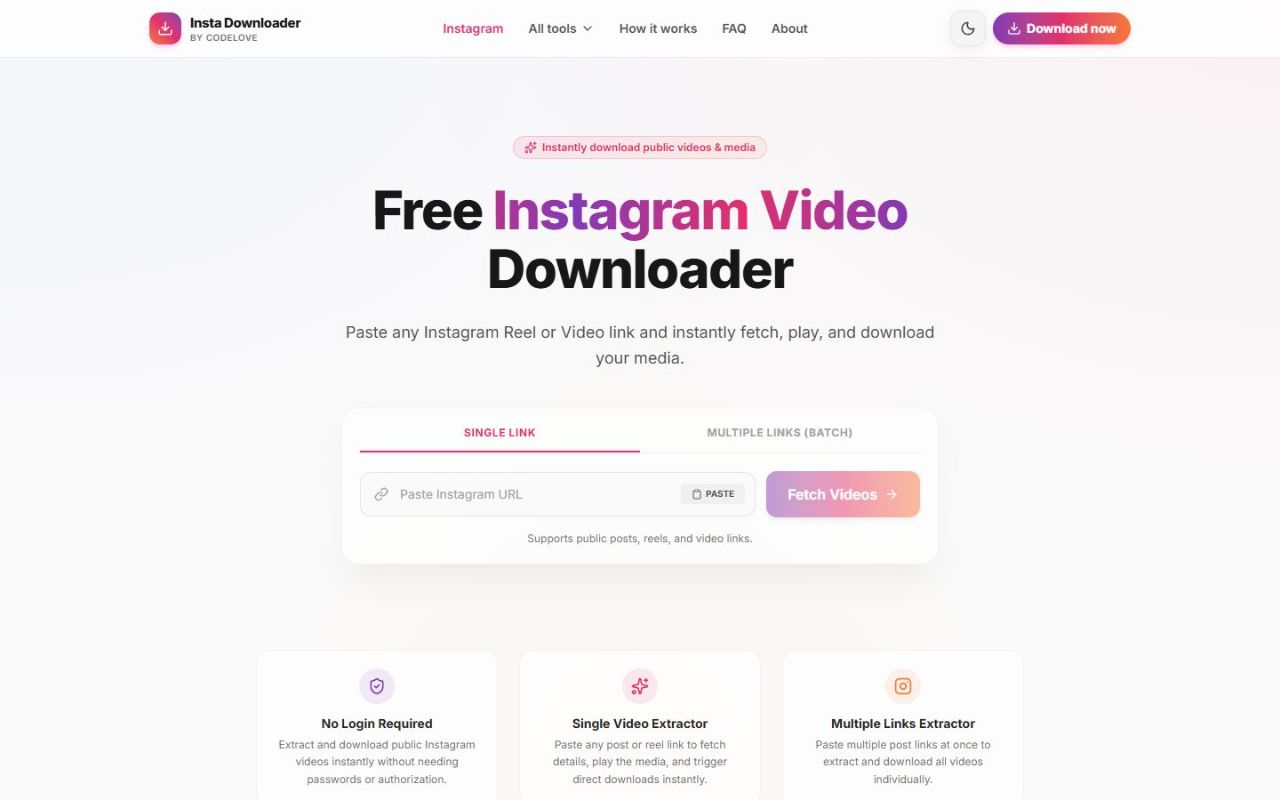 Insta Downloader
BY CODELOVE
Instagram
All tools
How it works
FAQ
About
Download now
Instantly download public videos & media
Free Instagram Video
Downloader
Paste any Instagram Reel or Video link and instantly fetch, play, and download
your media.
SINGLE LINK
MULTIPLE LINKS (BATCH)
Paste Instagram URL
PASTE
Fetch Videos →
Supports public posts, reels, and video links.
No Login Required
Extract and download public Instagram
videos instantly without needing
passwords or authorization.
Single Video Extractor
Paste any post or reel link to fetch
details, play the media, and trigger
direct downloads instantly.
Multiple Links Extractor
Paste multiple post links at once to
extract and download all videos
individually.